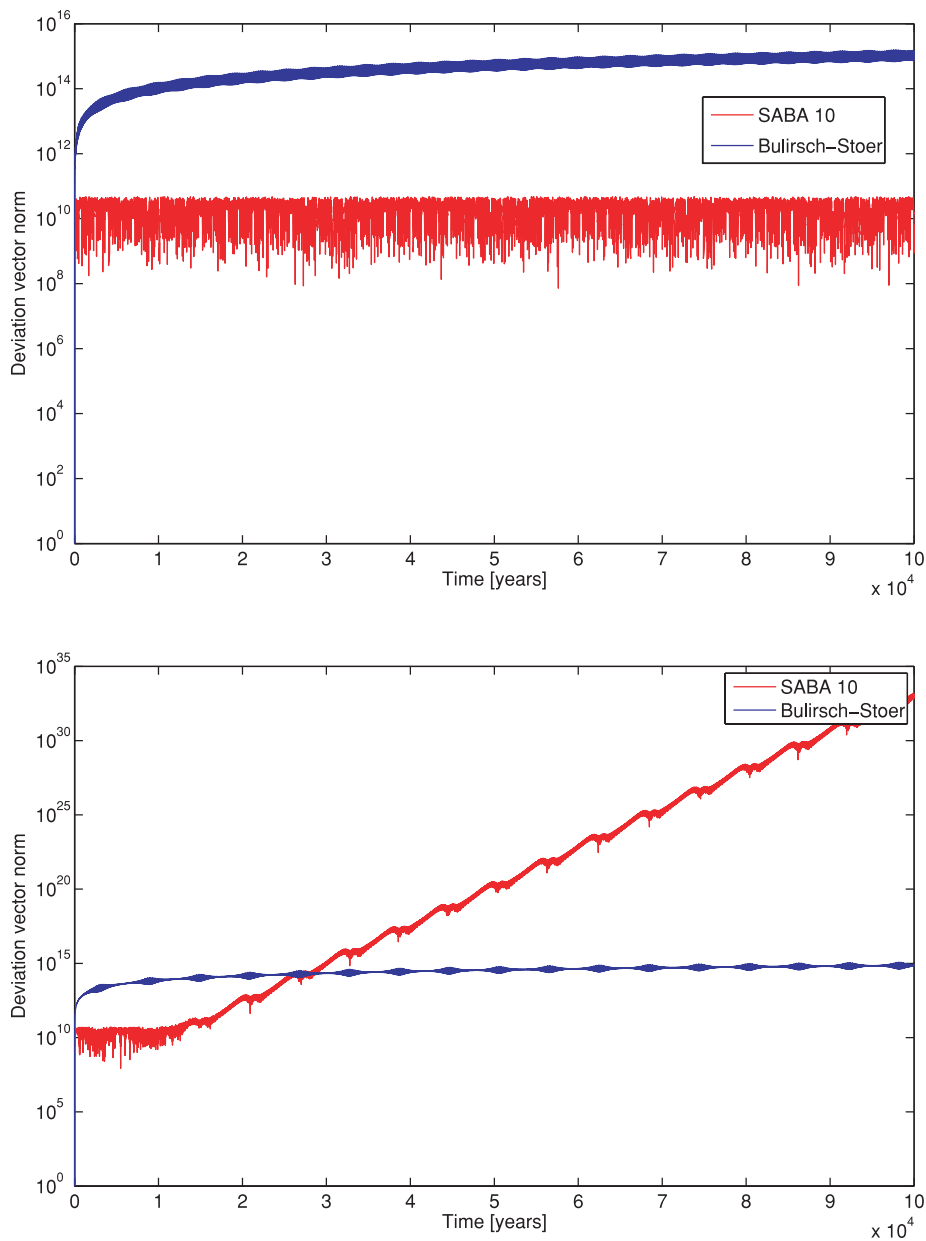 10^16
10^14
10^12
10^10
10^8
10^6
10^4
10^2
10^0
Deviation vector norm
SABA 10
Bulirsch−Stoer
0 1 2 3 4 5 6 7 8 9 10
Time [years]
x 10^4
10^35
10^30
10^25
10^20
10^15
10^10
10^5
10^0
Deviation vector norm
SABA 10
Bulirsch−Stoer
0 1 2 3 4 5 6 7 8 9 10
Time [years]
x 10^4